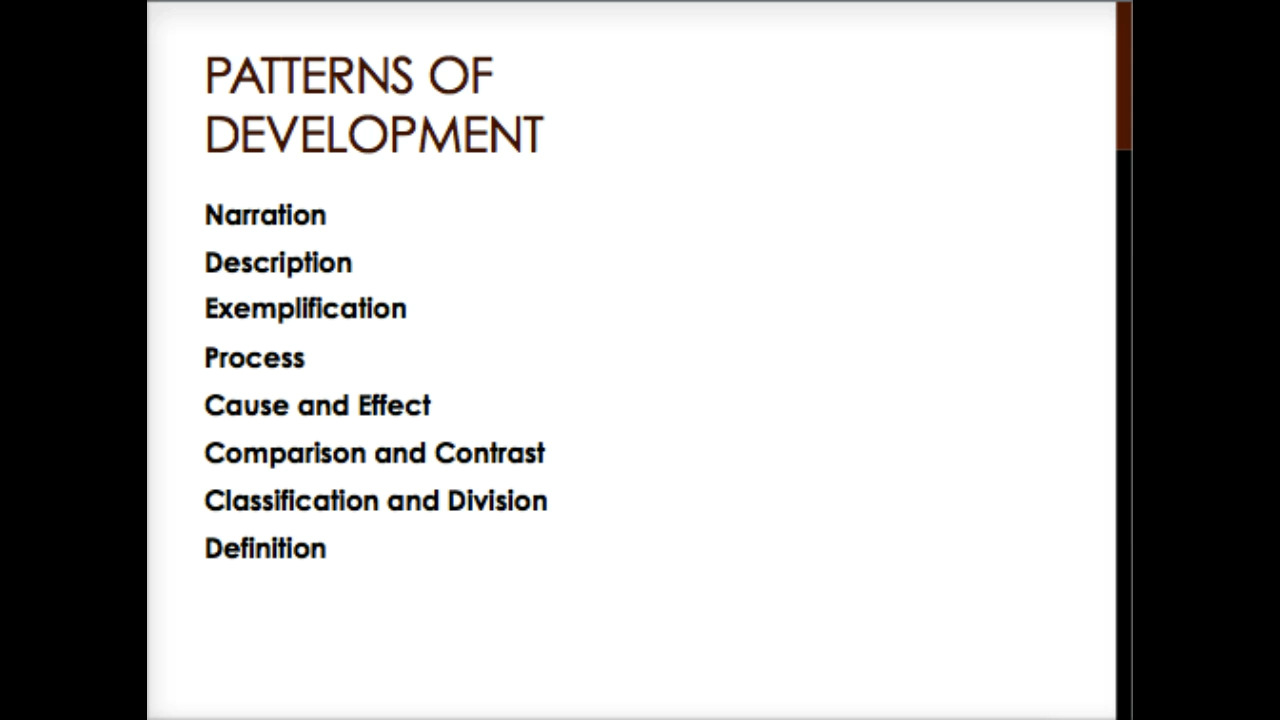 PATTERNS OF
DEVELOPMENT
Narration
Description
Exemplification
Process
Cause and Effect
Comparison and Contrast
Classification and Division
Definition